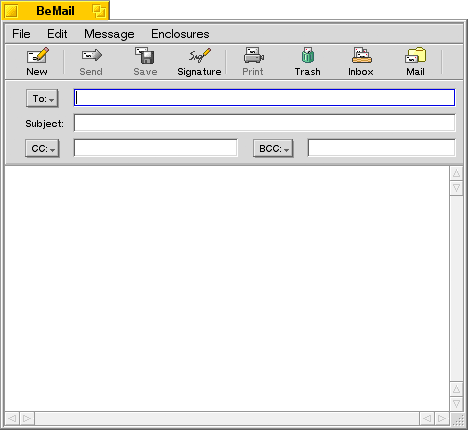 BeMail
File Edit Message Enclosures
New Send Save Signature Print Trash Inbox Mail
To:
Subject:
CC: BCC: